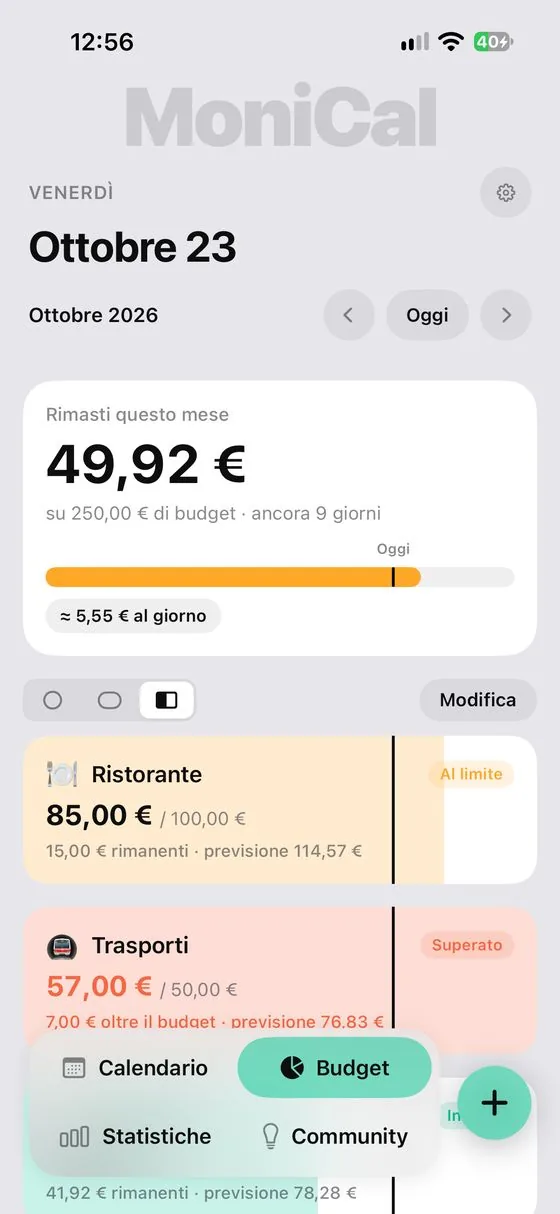 12:56
40
MoniCal
VENERDÌ
Ottobre 23
Ottobre 2026
Oggi
Rimasti questo mese
49,92 €
su 250,00 € di budget · ancora 9 giorni
Oggi
≈ 5,55 € al giorno
Modifica
Ristorante
Al limite
85,00 € / 100,00 €
15,00 € rimanenti · previsione 114,57 €
Trasporti
Superato
57,00 € / 50,00 €
7,00 € oltre il budget · previsione 76,83 €
Calendario
Budget
In
Statistiche
Community
41,92 € rimanenti · previsione 78,28 €